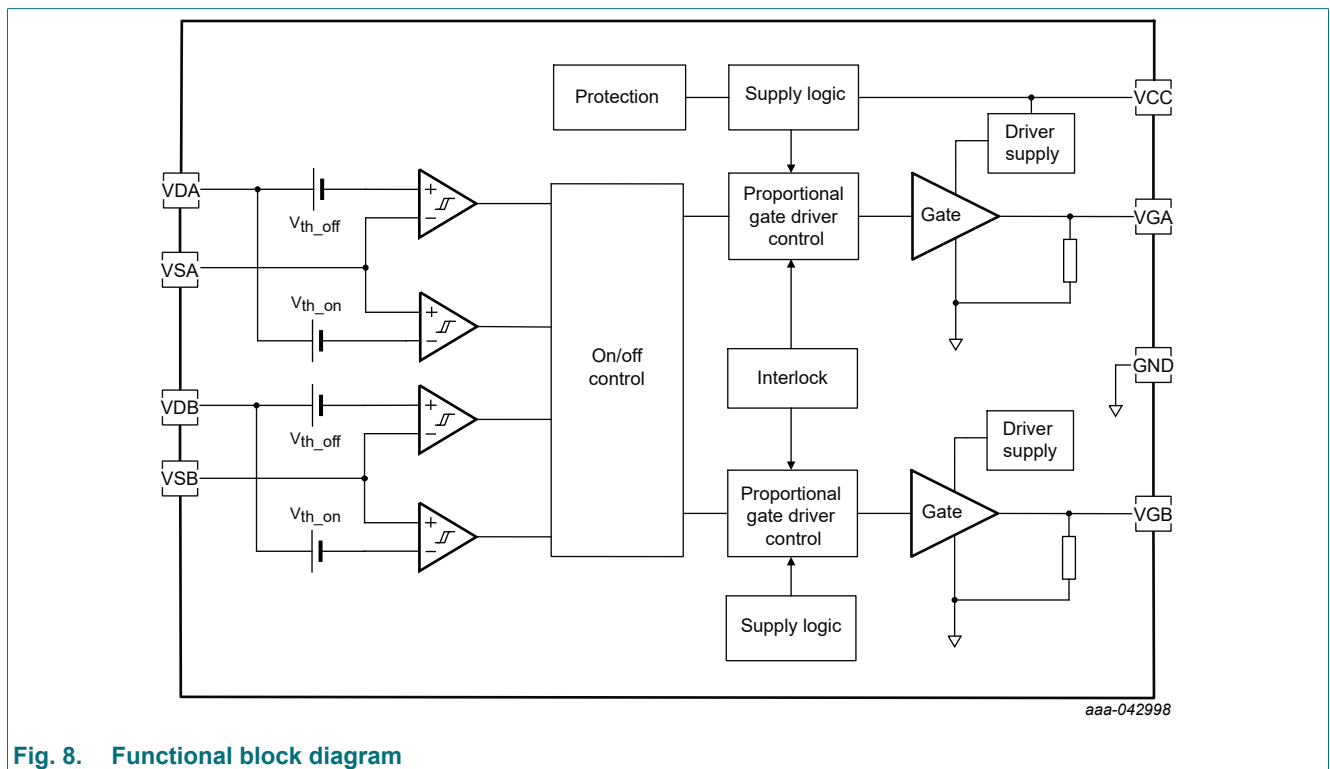 Protection
Supply logic
VCC
Driver
supply
VDA
+
−
Vth_off
Proportional
gate driver
control
Gate
VGA
VSA
Vth_on
+
−
On/off
control
Interlock
GND
VDB
+
−
Vth_off
Driver
supply
VSB
Vth_on
+
−
Proportional
gate driver
control
Gate
VGB
Supply logic
aaa-042998
Fig. 8. Functional block diagram